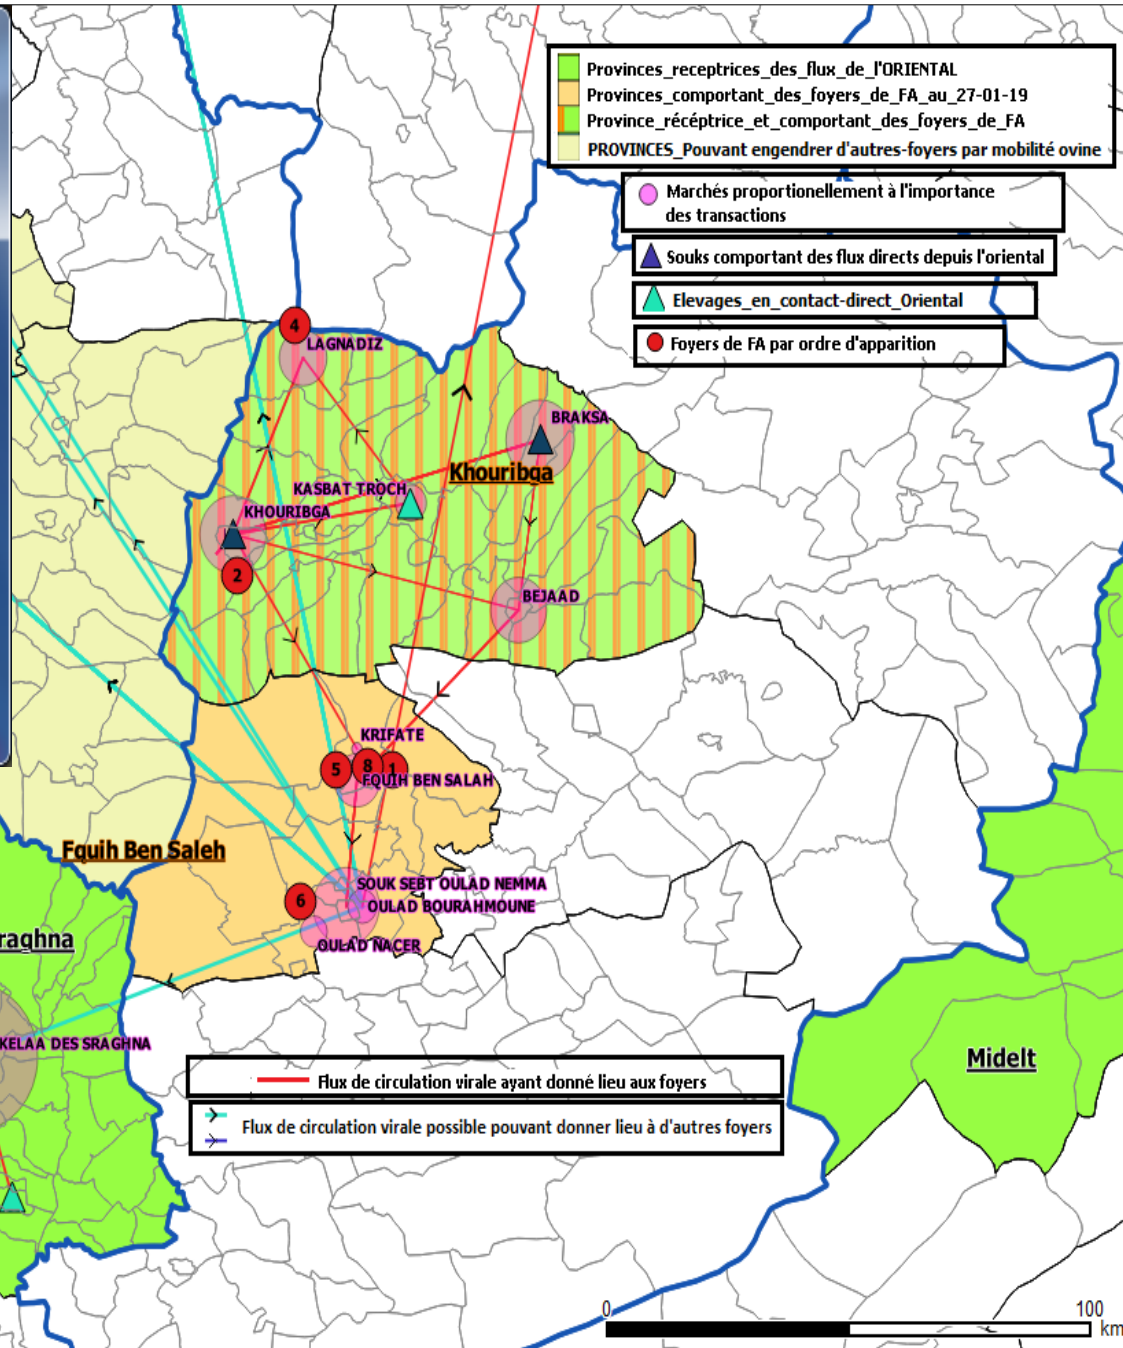 Provinces_receptrices_des_flux_de_l'ORIENTAL
Provinces_comportant_des_foyers_de_FA_au_27-01-19
Province_récéptrice_et_comportant_des_foyers_de_FA
PROVINCES_Pouvant engendrer d'autres-foyers par mobilité ovine
Marchés proportionellement à l'importance
des transactions
Souks comportant des flux directs depuis l'oriental
Elevages_en_contact-direct_Oriental
Foyers de FA par ordre d'apparition
4
LAGNADIZ
BRAKSA
Khouribga
KASBAT TROCH
KHOURIBGA
2
BEJAAD
KRIFATE
5
8
1
FQUIH BEN SALAH
Fquih Ben Saleh
SOUK SEBT OULAD NEMMA
6
OULAD BOURAHMOUNE
OULAD NACER
raghna
KELAA DES SRAGHNA
Midelt
Flux de circulation virale ayant donné lieu aux foyers
Flux de circulation virale possible pouvant donner lieu à d'autres foyers
0
100
km